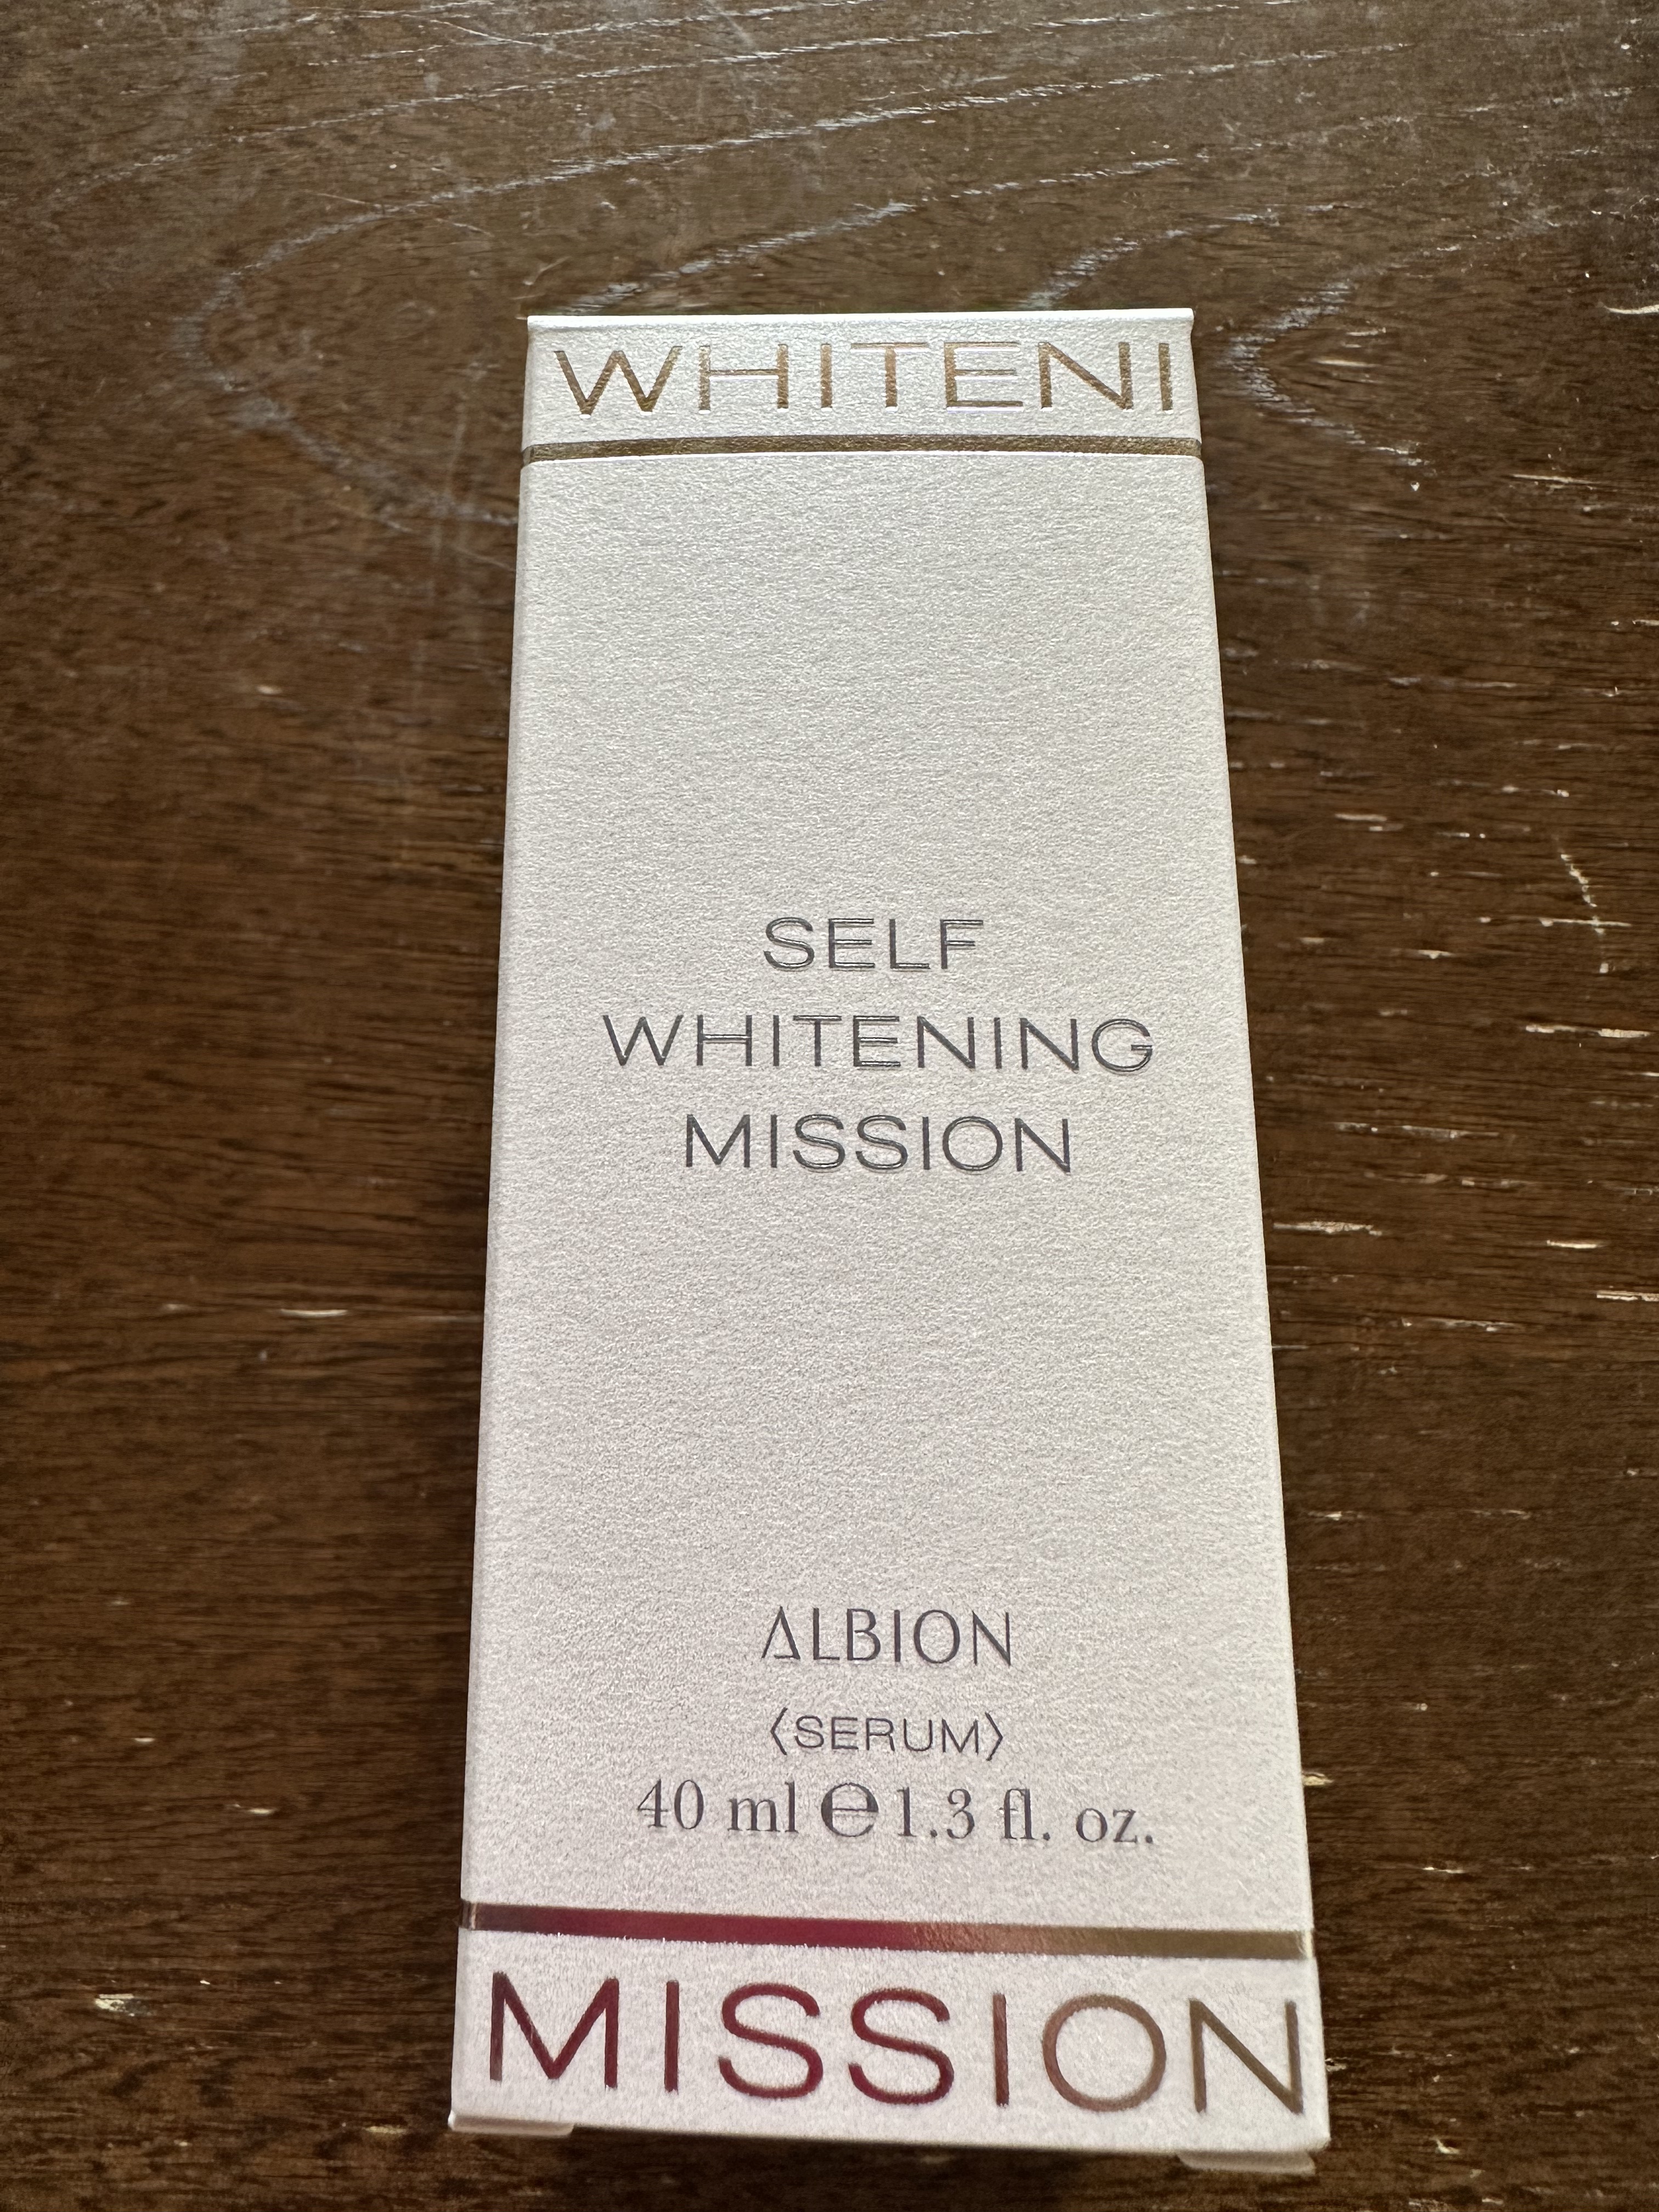 WHITENI
SELF
WHITENING
MISSION
ALBION
〈SERUM〉
40 ml ℮ 1.3 fl. oz.
MISSION